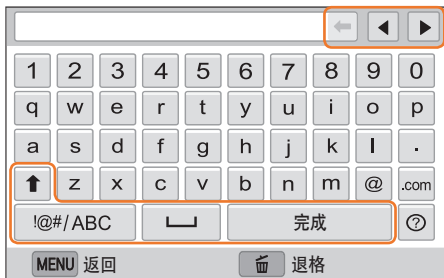 1 2 3 4 5 6 7 8 9 0
q w e r t y u i o p
a s d f g h j k l .
z x c v b n m @ .com
!@#/ABC 完成 ?
MENU 返回 退格